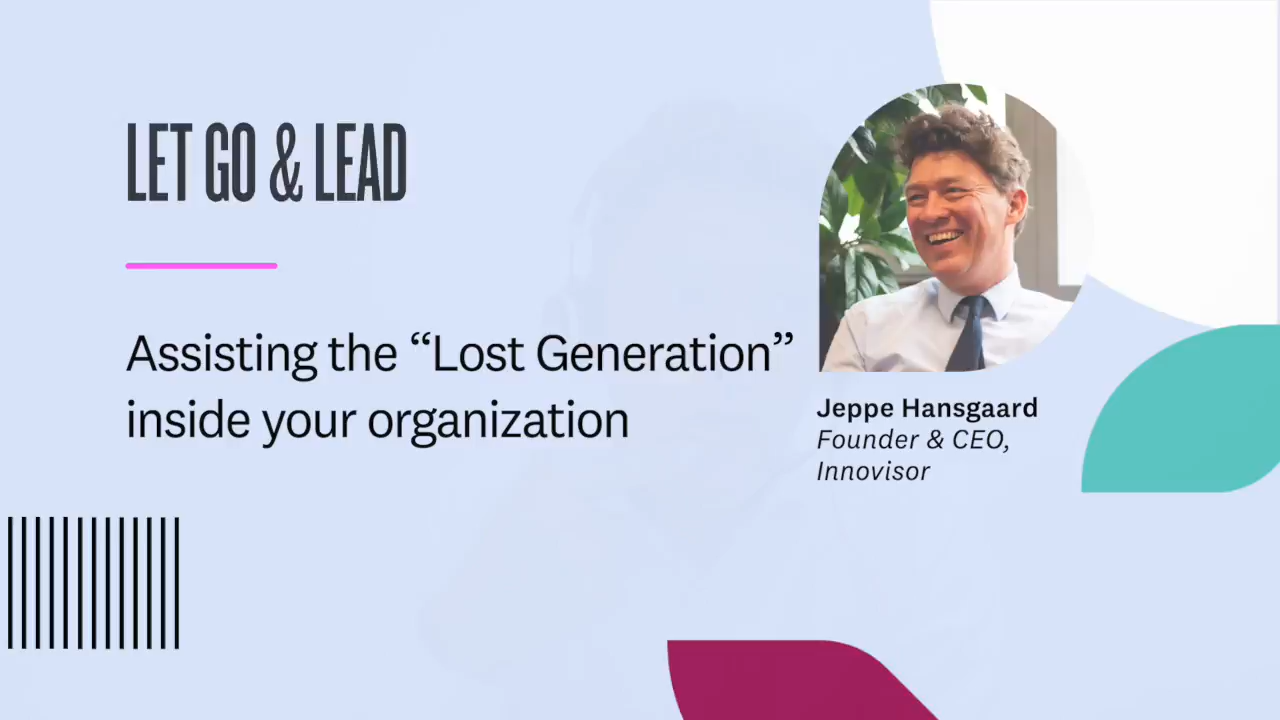 LET GO & LEAD
Assisting the “Lost Generation”
inside your organization
Jeppe Hansgaard
Founder & CEO,
Innovisor